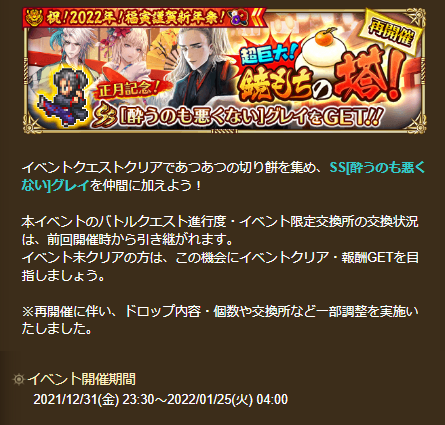 祝!2022年!福寅謹賀新年祭!
再開催
超巨大!
鏡もちの塔!
正月記念!
SS[酔うのも悪くない]グレイをGET!!
イベントクエストクリアであつあつの切り餅を集め、SS[酔うのも悪く
ない]グレイを仲間に加えよう！
本イベントのバトルクエスト進行度・イベント限定交換所の交換状況
は、前回開催時から引き継がれます。
イベント未クリアの方は、この機会にイベントクリア・報酬GETを目
指しましょう。
※再開催に伴い、ドロップ内容・個数や交換所など一部調整を実施い
たしました。
イベント開催期間
2021/12/31(金) 23:30～2022/01/25(火) 04:00